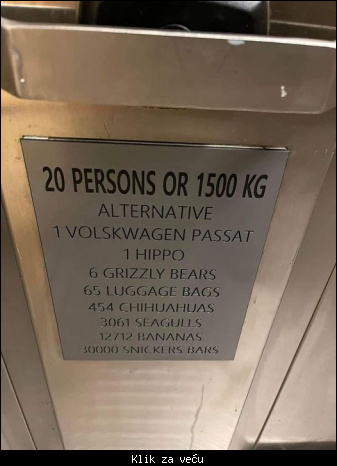 20 PERSONS OR 1500 KG
ALTERNATIVE
1 VOLSKWAGEN PASSAT
1 HIPPO
6 GRIZZLY BEARS
65 LUGGAGE BAGS
454 CHIHUAHUAS
3061 SEAGULLS
12712 BANANAS
30000 SNICKERS BARS
Klik za veću